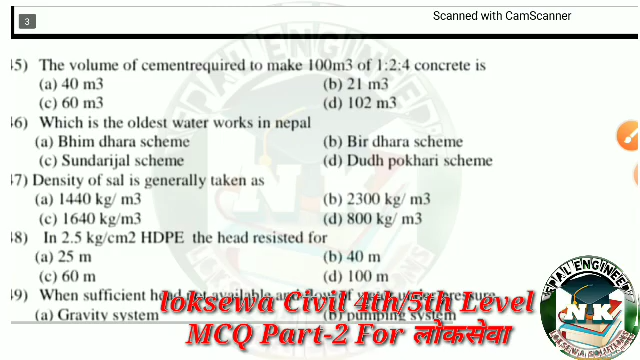 3
Scanned with CamScanner
45) The volume of cementrequired to make 100m3 of 1:2:4 concrete is
(a) 40 m3 (b) 21 m3
(c) 60 m3 (d) 102 m3
46) Which is the oldest water works in nepal
(a) Bhim dhara scheme (b) Bir dhara scheme
(c) Sundarijal scheme (d) Dudh pokhari scheme
47) Density of sal is generally taken as
(a) 1440 kg/ m3 (b) 2300 kg/ m3
(c) 1640 kg/m3 (d) 800 kg/ m3
48) In 2.5 kg/cm2 HDPE the head resisted for
(a) 25 m (b) 40 m
(c) 60 m (d) 100 m
49) When sufficient head not available and
(a) Gravity system (b) pumping system
loksewa Civil 4th/5th Level
MCQ Part-2 For लोकसेवा
NK